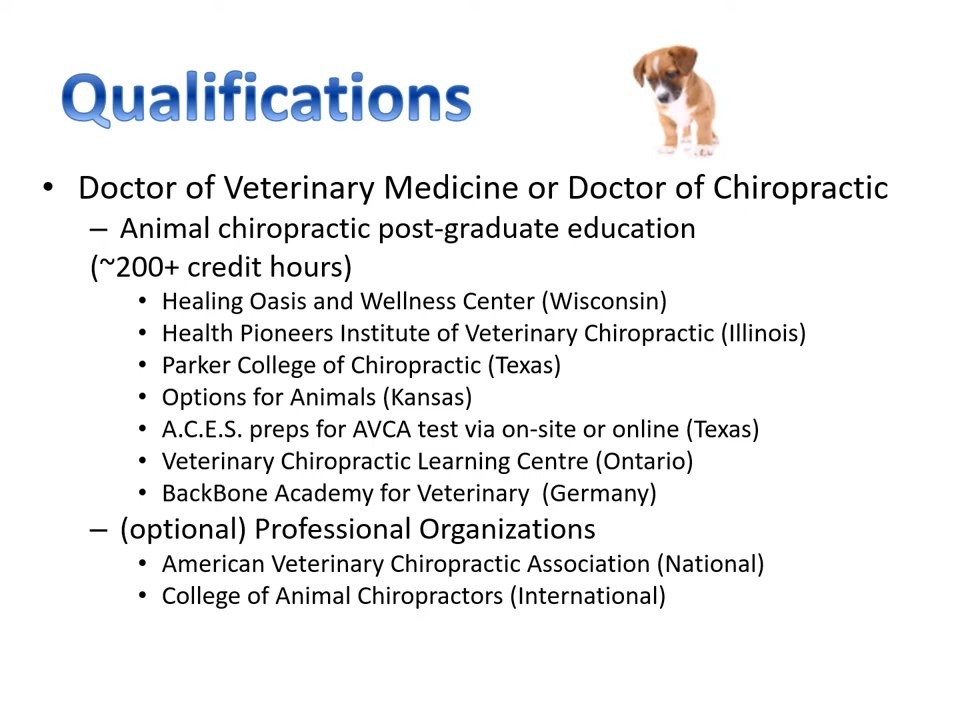 Qualifications
• Doctor of Veterinary Medicine or Doctor of Chiropractic
– Animal chiropractic post-graduate education
(~200+ credit hours)
• Healing Oasis and Wellness Center (Wisconsin)
• Health Pioneers Institute of Veterinary Chiropractic (Illinois)
• Parker College of Chiropractic (Texas)
• Options for Animals (Kansas)
• A.C.E.S. preps for AVCA test via on-site or online (Texas)
• Veterinary Chiropractic Learning Centre (Ontario)
• BackBone Academy for Veterinary  (Germany)
– (optional) Professional Organizations
• American Veterinary Chiropractic Association (National)
• College of Animal Chiropractors (International)